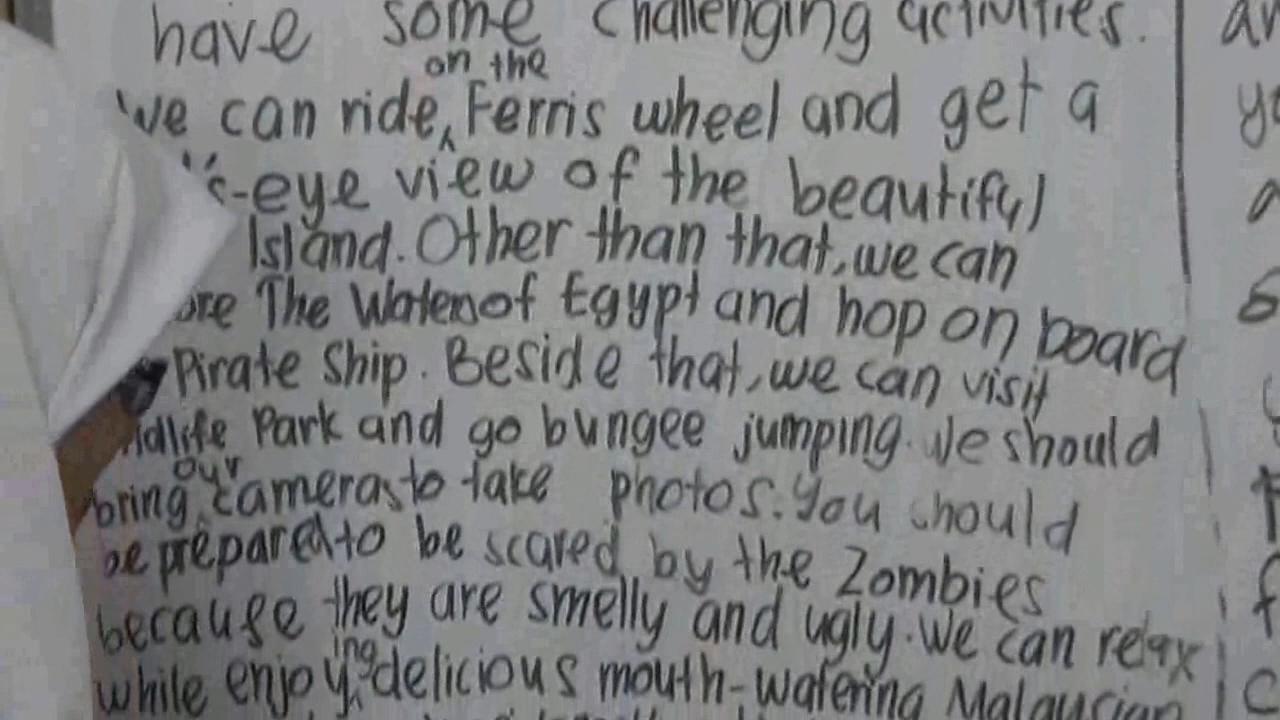 have some challenging activities.
on the
We can ride, Ferris wheel and get a
-eye view of the beautiful
Island. Other than that, we can
The Waters of Egypt and hop on board
Pirate Ship. Beside that, we can visit
Park and go bungee jumping. We should
our
bring cameras to take photos. You should
be prepared to be scared by the Zombies
because they are smelly and ugly. We can relax
ing
while enjoy delicious mouth-watering Malaysian